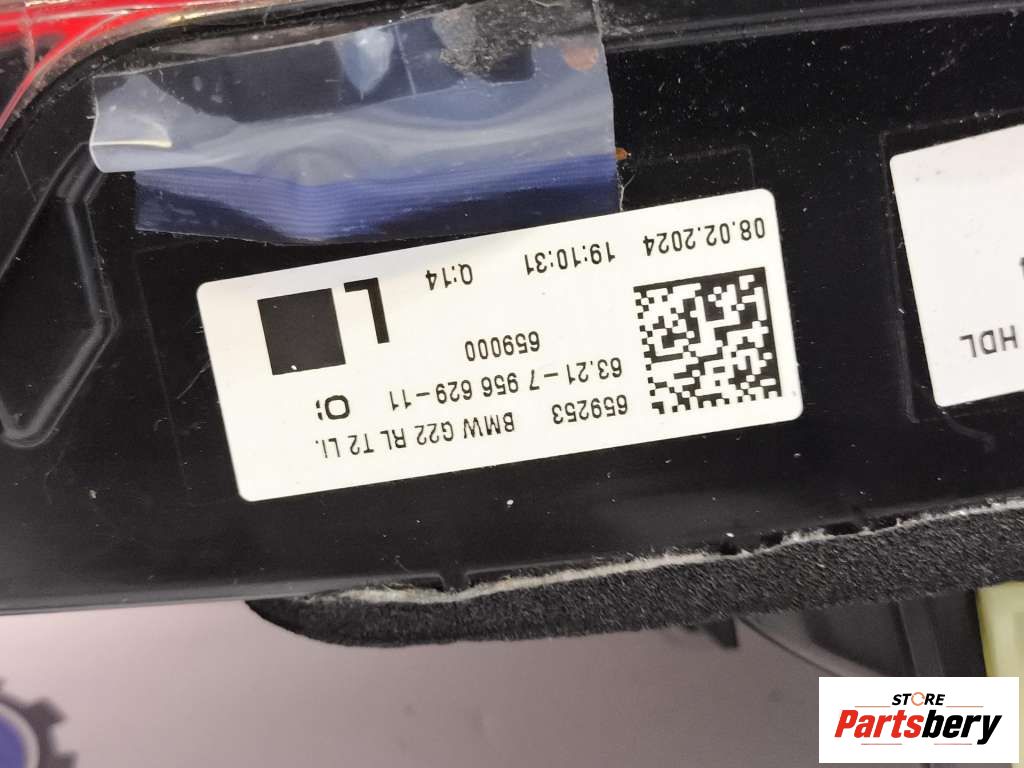 659253 BMW G22 RL T2 LI.
63.21-7 956 629-11
659000
08.02.2024 19:10:31 Q:14
L
HDL
STORE
Partsbery